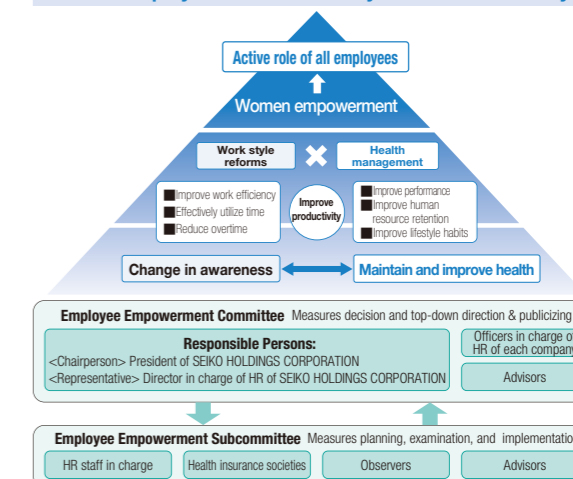 Active role of all employees
Women empowerment
Work style
reforms
Health
management
■Improve work efficiency
■Effectively utilize time
■Reduce overtime
Improve
productivity
■Improve performance
■Improve human
resource retention
■Improve lifestyle habits
Change in awareness
Maintain and improve health
Employee Empowerment Committee Measures decision and top-down direction & publicizing
Responsible Persons:
<Chairperson> President of SEIKO HOLDINGS CORPORATION
<Representative> Director in charge of HR of SEIKO HOLDINGS CORPORATION
Officers in charge of
HR of each company
Advisors
Employee Empowerment Subcommittee Measures planning, examination, and implementatio
HR staff in charge
Health insurance societies
Observers
Advisors